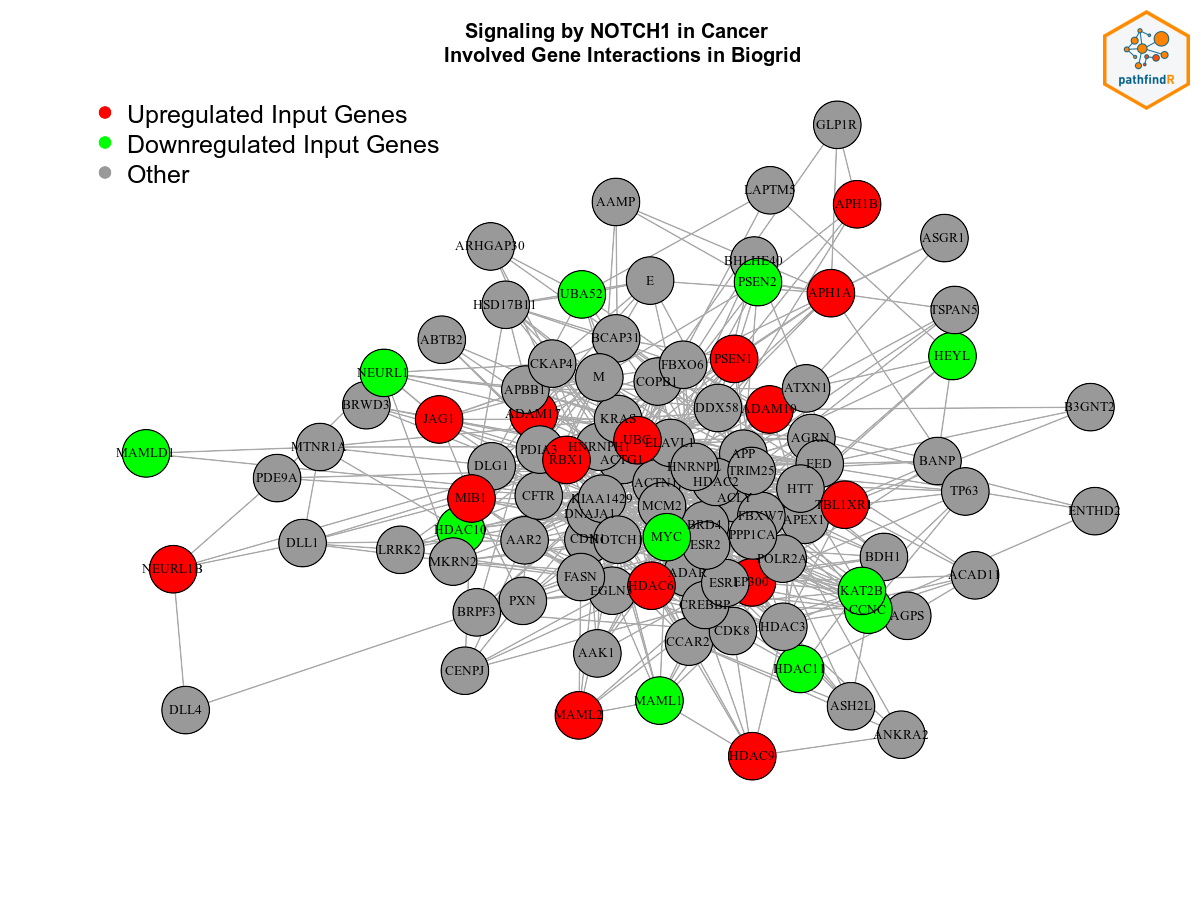 Signaling by NOTCH1 in Cancer
Involved Gene Interactions in Biogrid
pathfindR
Upregulated Input Genes
Downregulated Input Genes
Other
GLP1R
LAPTM5
AAMP
APH1B
ASGR1
ARHGAP30
BHLHE40
E
PSEN2
UBA52
APH1A
HSD17B11
TSPAN5
BCAP31
ABTB2
HEYL
PSEN1
CKAP4
FBXO6
NEURL1
M
COPB1
ATXN1
APBB1
BRWD3
DDX58
B3GNT2
ADAM10
ADAM17
JAG1
KRAS
AGRN
UBC
ELAVL1
MTNR1A
HNRNPH1
PDIA3
MAMLD1
APP
RBX1
ACTG1
BANP
EED
DLG1
HNRNPL
TRIM25
PDE9A
HDAC2
ACTN1
HTT
TP63
CFTR
MIB1
KIAA1429
ACLY
MCM2
TBL1XR1
ENTHD2
DNAJA1
FBXW7
APEX1
BRD4
HDAC10
PPP1CA
MYC
AAR2
DLL1
ESR2
LRRK2
BDH1
POLR2A
MKRN2
NEURL1B
ADAR
ACAD11
FASN
EP300
ESR1
HDAC6
EGLN3
KAT2B
PXN
CREBBP
CCNC
BRPF3
AGPS
HDAC3
CDK8
CCAR2
AAK1
HDAC11
CENPJ
MAML1
ASH2L
DLL4
MAML2
ANKRA2
HDAC9